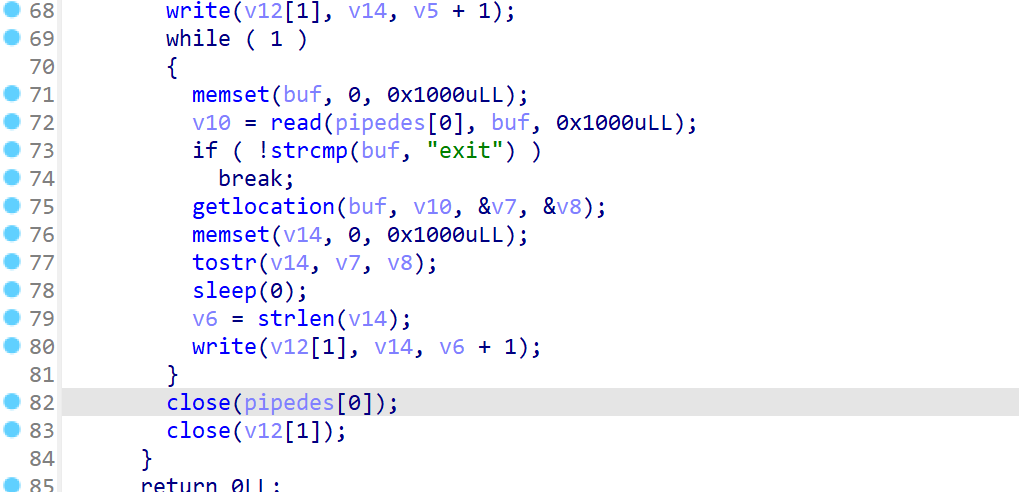 68 write(v12[1], v14, v5 + 1);
69 while ( 1 )
70 {
71 memset(buf, 0, 0x1000uLL);
72 v10 = read(pipedes[0], buf, 0x1000uLL);
73 if ( !strcmp(buf, "exit") )
74 break;
75 getlocation(buf, v10, &v7, &v8);
76 memset(v14, 0, 0x1000uLL);
77 tostr(v14, v7, v8);
78 sleep(0);
79 v6 = strlen(v14);
80 write(v12[1], v14, v6 + 1);
81 }
82 close(pipedes[0]);
83 close(v12[1]);
84 }
85 return 0LL;